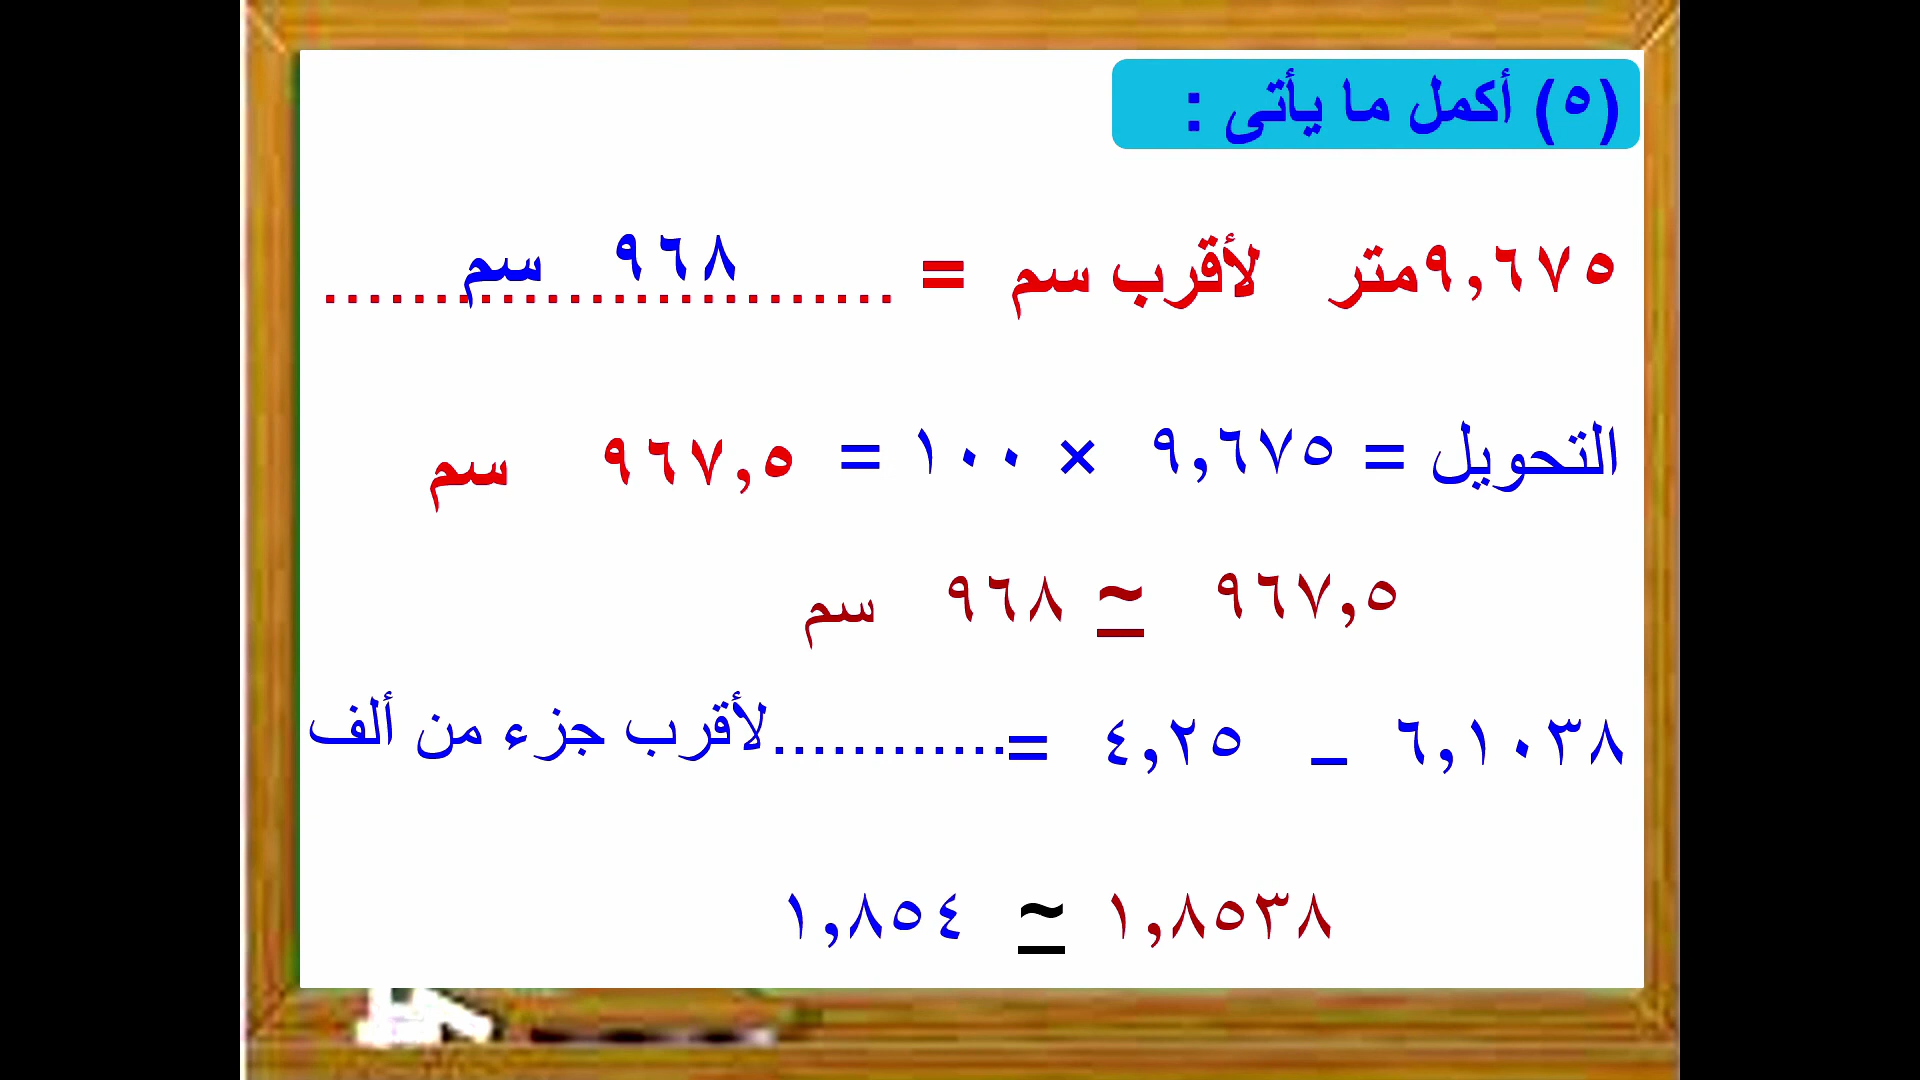 (٥) أكمل ما يأتى :
٩,٦٧٥متر لأقرب سم = .......................... ٩٦٨ سم
التحويل = ٩,٦٧٥ × ١٠٠ = ٩٦٧,٥ سم
٩٦٧,٥ ≃ ٩٦٨ سم
٦,١٠٣٨ – ٤,٢٥ =............لأقرب جزء من ألف
١,٨٥٣٨ ≃ ١,٨٥٤